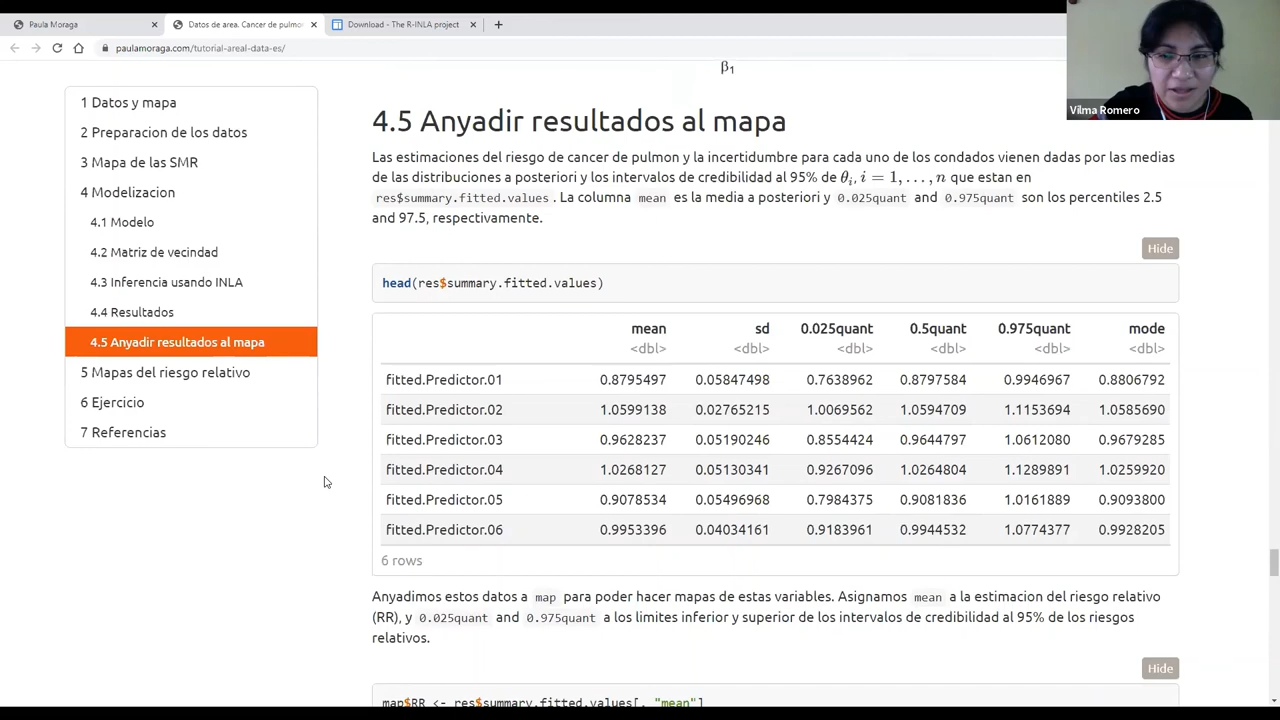 Paula Moraga
Datos de area. Cancer de pulmon
Download - The R-INLA project
paulamoraga.com/tutorial-areal-data-es/
Vilma Romero
1 Datos y mapa
2 Preparacion de los datos
3 Mapa de las SMR
4 Modelizacion
4.1 Modelo
4.2 Matriz de vecindad
4.3 Inferencia usando INLA
4.4 Resultados
4.5 Anyadir resultados al mapa
5 Mapas del riesgo relativo
6 Ejercicio
7 Referencias
β1
4.5 Anyadir resultados al mapa
Las estimaciones del riesgo de cancer de pulmon y la incertidumbre para cada uno de los condados vienen dadas por las medias
de las distribuciones a posteriori y los intervalos de credibilidad al 95% de θi, i = 1, . . . , n que estan en
res$summary.fitted.values . La columna mean es la media a posteriori y 0.025quant and 0.975quant son los percentiles 2.5
and 97.5, respectivamente.
Hide
head(res$summary.fitted.values)
mean sd 0.025quant 0.5quant 0.975quant mode
<dbl> <dbl> <dbl> <dbl> <dbl> <dbl>
fitted.Predictor.01 0.8795497 0.05847498 0.7638962 0.8797584 0.9946967 0.8806792
fitted.Predictor.02 1.0599138 0.02765215 1.0069562 1.0594709 1.1153694 1.0585690
fitted.Predictor.03 0.9628237 0.05190246 0.8554424 0.9644797 1.0612080 0.9679285
fitted.Predictor.04 1.0268127 0.05130341 0.9267096 1.0264804 1.1289891 1.0259920
fitted.Predictor.05 0.9078534 0.05496968 0.7984375 0.9081836 1.0161889 0.9093800
fitted.Predictor.06 0.9953396 0.04034161 0.9183961 0.9944532 1.0774377 0.9928205
6 rows
Anyadimos estos datos a map para poder hacer mapas de estas variables. Asignamos mean a la estimacion del riesgo relativo
(RR), y 0.025quant and 0.975quant a los limites inferior y superior de los intervalos de credibilidad al 95% de los riesgos
relativos.
Hide
map$RR <- res$summary.fitted.values[, "mean"]